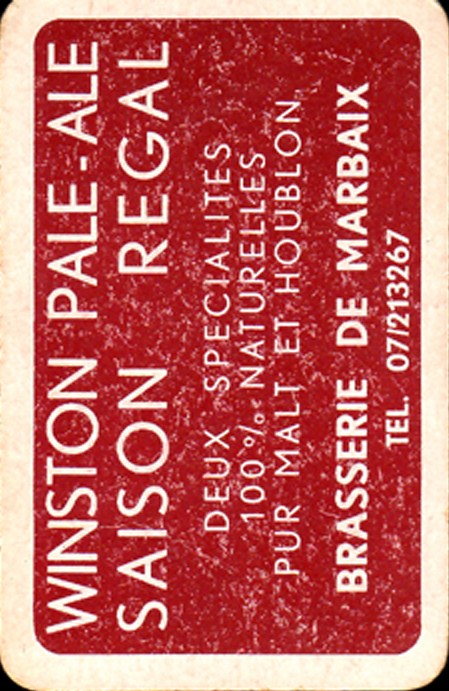 WINSTON PALE-ALE
SAISON REGAL
DEUX SPECIALITES
100% NATURELLES
PUR MALT ET HOUBLON
BRASSERIE DE MARBAIX
TEL. 07/213267